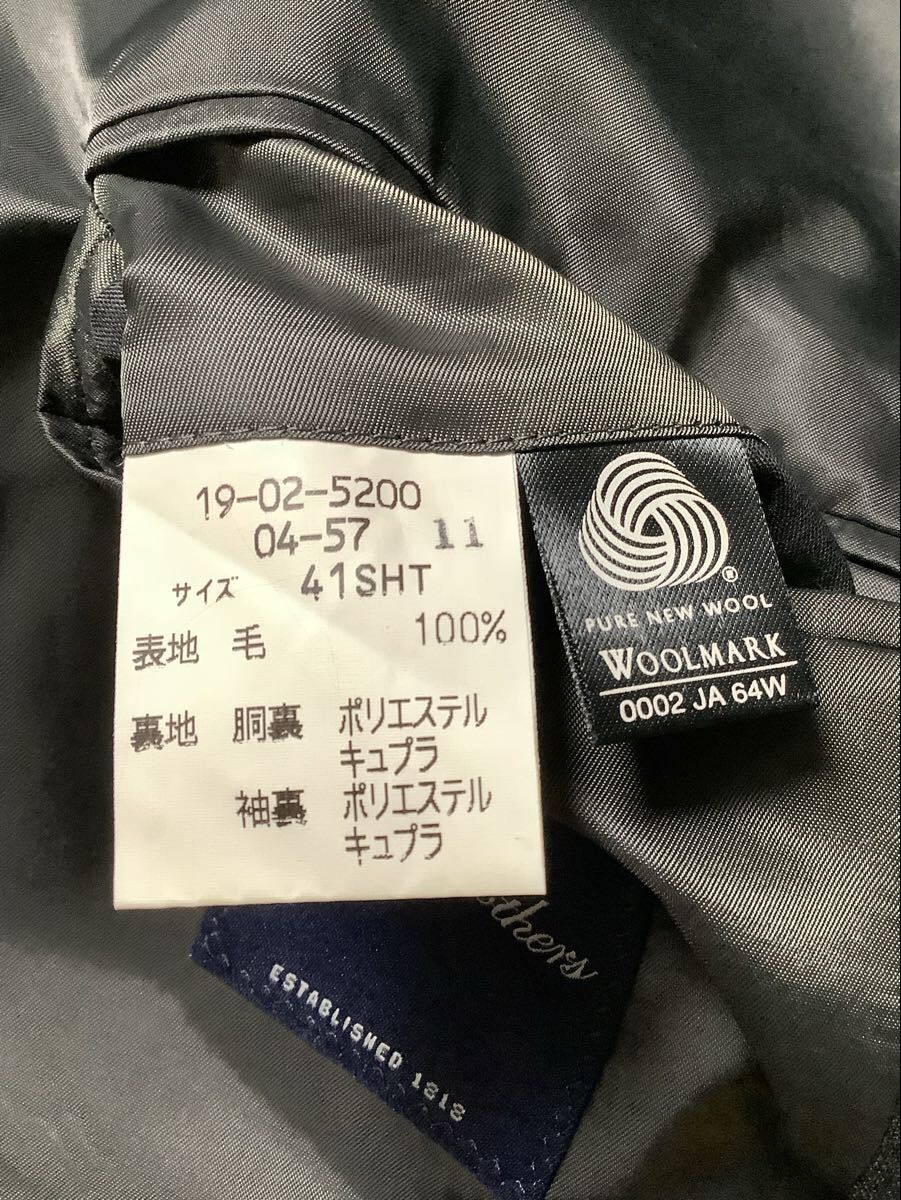 19-02-5200
04-57 11
サイズ 41SHT
表地 毛 100%
裏地 胴裏 ポリエステル
キュプラ
袖裏 ポリエステル
キュプラ
®
PURE NEW WOOL
WOOLMARK
0002 JA 64W
ESTABLISHED 1818